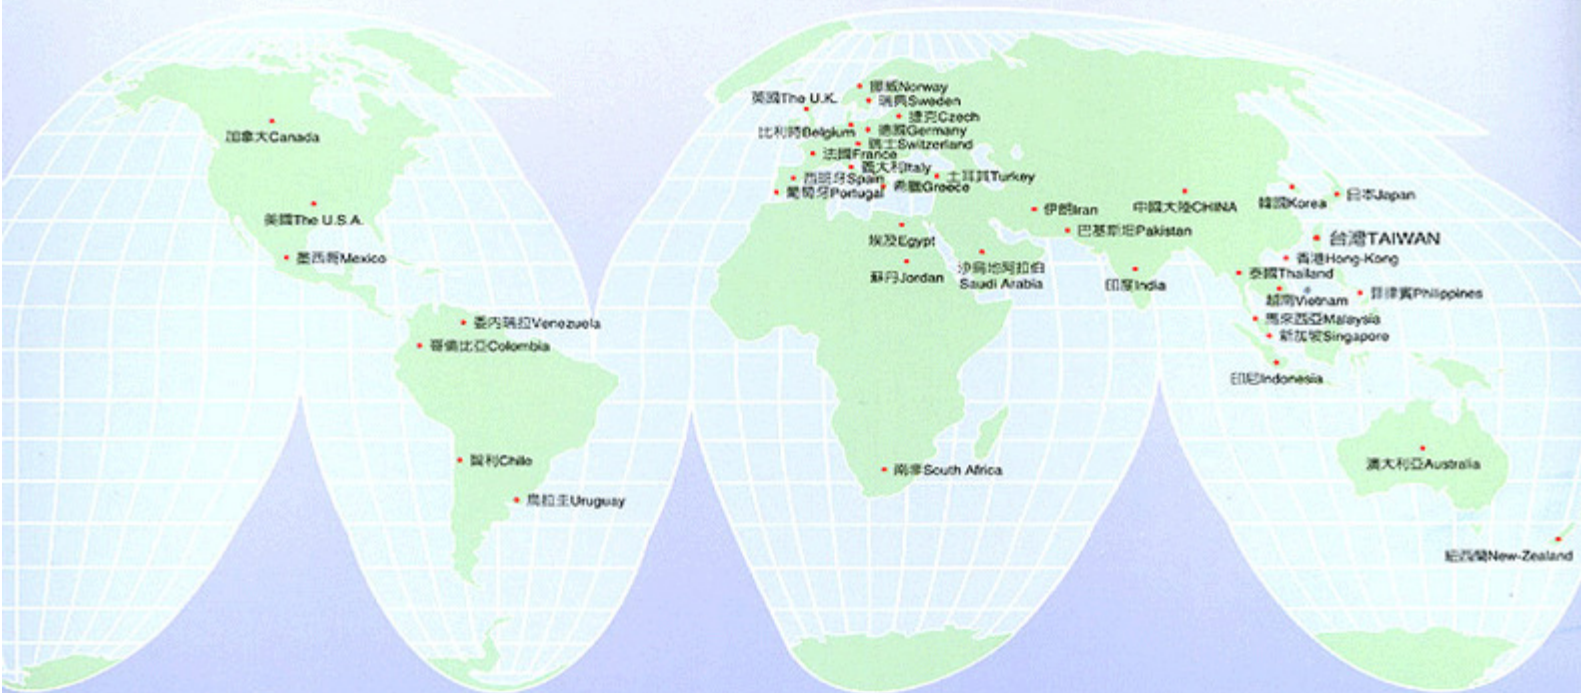 挪威Norway
英國The U.K.
瑞典Sweden
捷克Czech
加拿大Canada
比利時Belgium
德國Germany
瑞士Switzerland
法國France
義大利Italy
西班牙Spain
土耳其Turkey
葡萄牙Portugal
希臘Greece
日本Japan
韓國Korea
中國大陸CHINA
伊朗Iran
美國The U.S.A.
巴基斯坦Pakistan
埃及Egypt
台灣TAIWAN
墨西哥Mexico
香港Hong-Kong
沙烏地阿拉伯
Saudi Arabia
泰國Thailand
蘇丹Jordan
印度India
菲律賓Philippines
越南Vietnam
委內瑞拉Venezuela
馬來西亞Malaysia
新加坡Singapore
哥倫比亞Colombia
印尼Indonesia
智利Chile
澳大利亞Australia
南非South Africa
烏拉圭Uruguay
紐西蘭New-Zealand